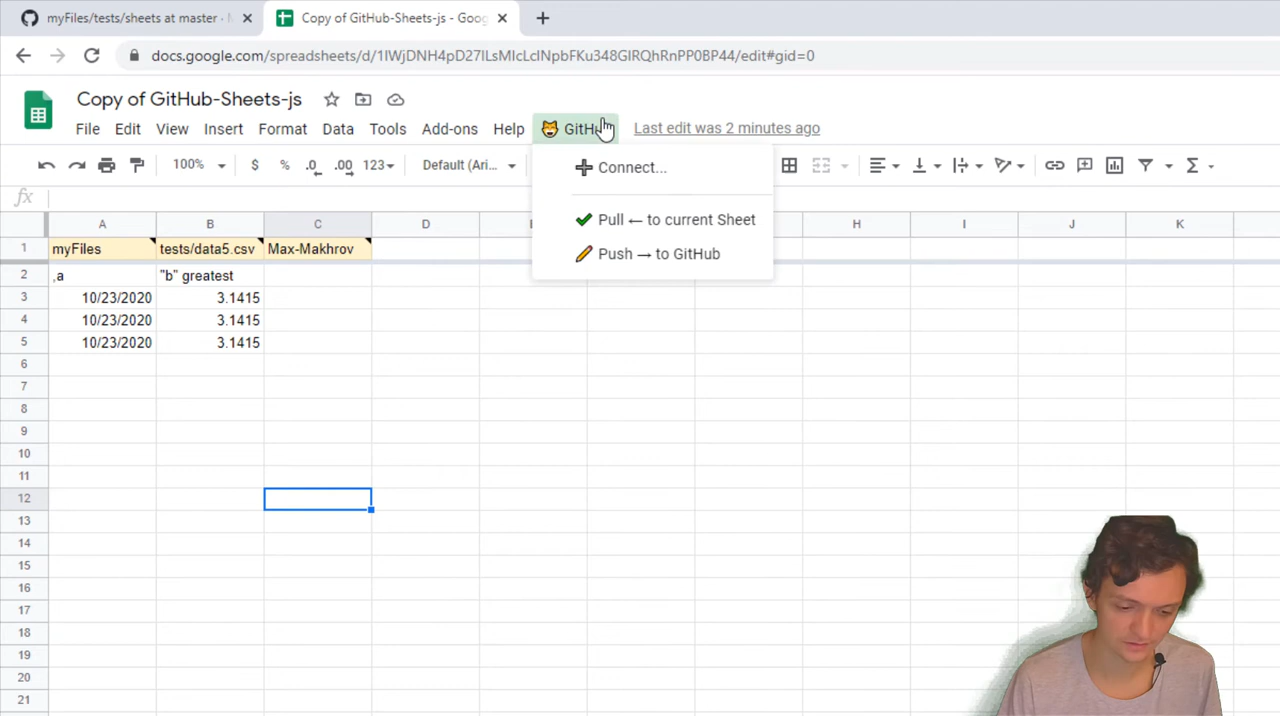 myFiles/tests/sheets at master ·
Copy of GitHub-Sheets-js - Goog
docs.google.com/spreadsheets/d/1IWjDNH4pD27lLsMIcLcINpbFKu348GlRQhRnPP0BP44/edit#gid=0
Copy of GitHub-Sheets-js
File Edit View Insert Format Data Tools Add-ons Help GitHu Last edit was 2 minutes ago
100% $ % .0 .00 123 Default (Ari...
Connect...
Pull ← to current Sheet
Push → to GitHub
fx
A B C D H I J K
1 myFiles tests/data5.csv Max-Makhrov
2 ,a "b" greatest
3 10/23/2020 3.1415
4 10/23/2020 3.1415
5 10/23/2020 3.1415
6
7
8
9
10
11
12
13
14
15
16
17
18
19
20
21